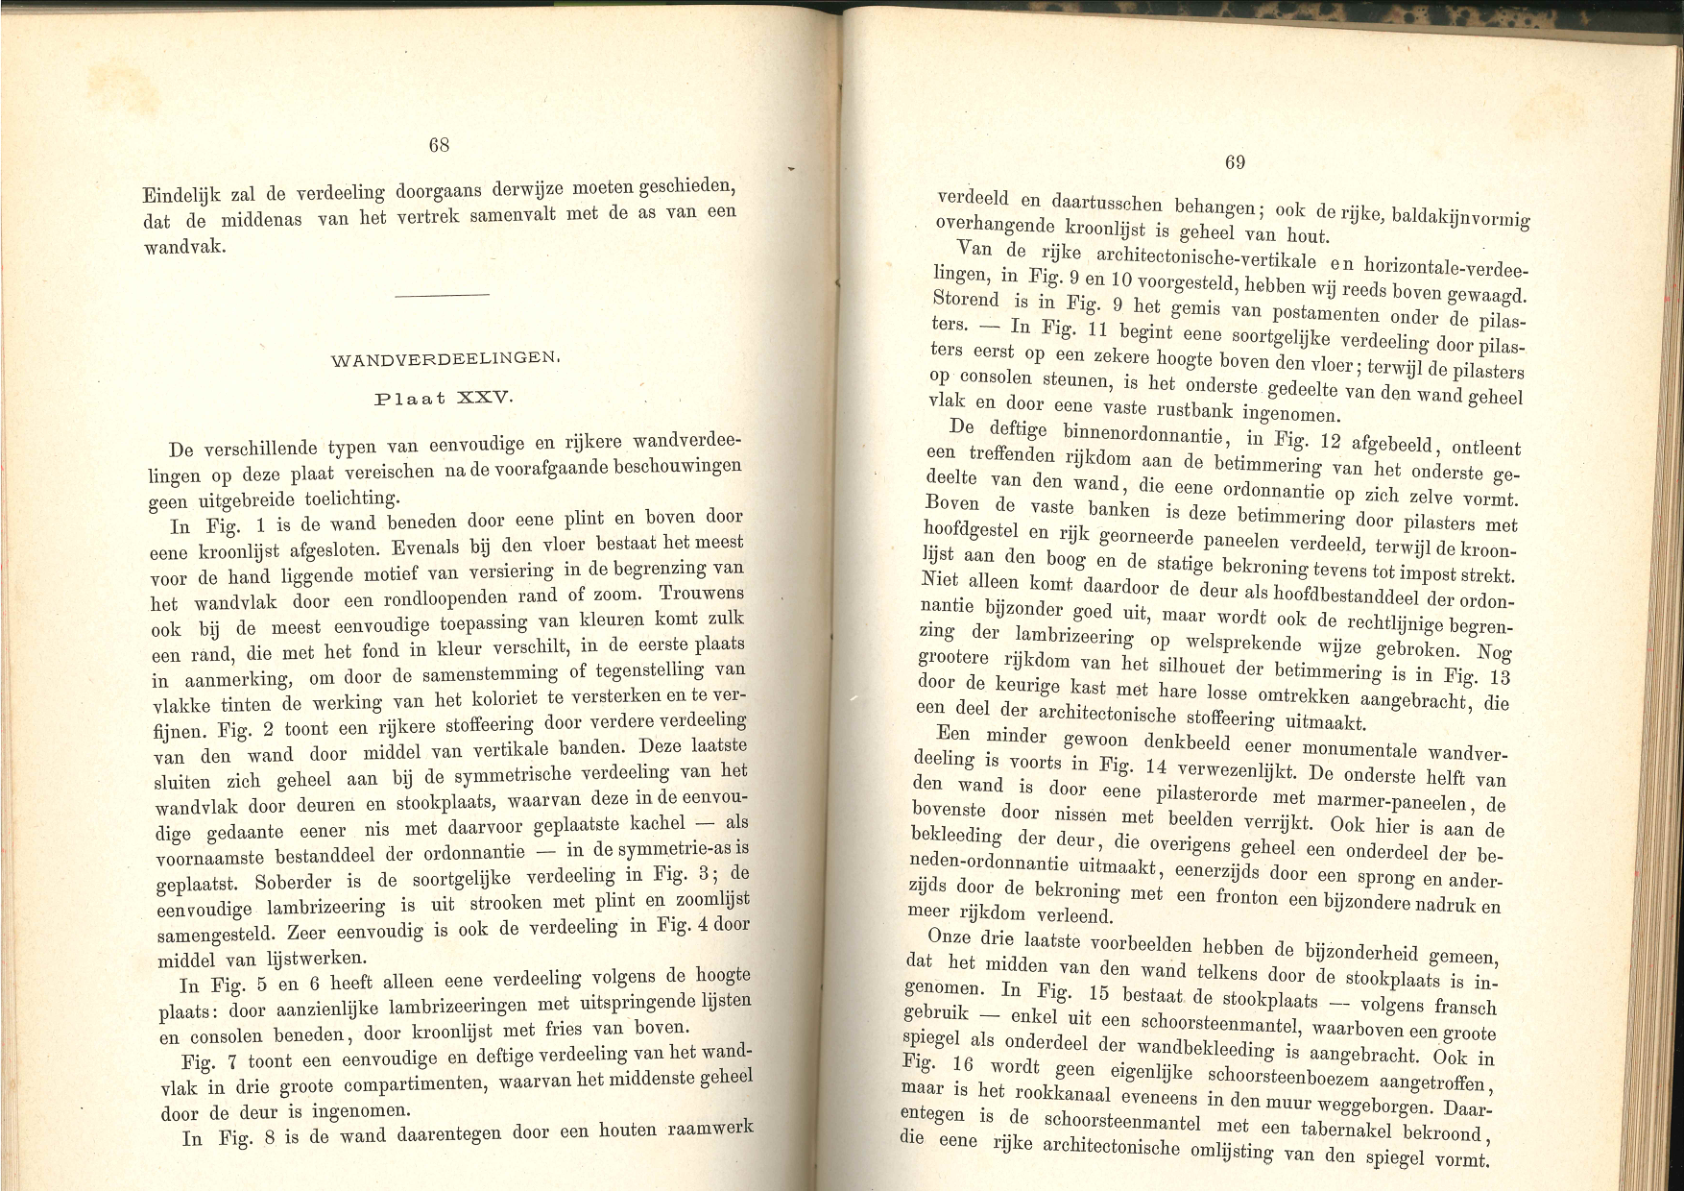 68
Eindelijk zal de verdeeling doorgaans derwijze moeten geschieden,
dat de middenas van het vertrek samenvalt met de as van een
wandvak.
WANDVERDEELINGEN.
Plaat XXV.
De verschillende typen van eenvoudige en rijkere wandverdee-
lingen op deze plaat vereischen na de voorafgaande beschouwingen
geen uitgebreide toelichting.
In Fig. 1 is de wand beneden door eene plint en boven door
eene kroonlijst afgesloten. Evenals bij den vloer bestaat het meest
voor de hand liggende motief van versiering in de begrenzing van
het wandvlak door een rondloopenden rand of zoom. Trouwens
ook bij de meest eenvoudige toepassing van kleuren komt zulk
een rand, die met het fond in kleur verschilt, in de eerste plaats
in aanmerking, om door de samenstemming of tegenstelling van
vlakke tinten de werking van het koloriet te versterken en te ver-
fijnen. Fig. 2 toont een rijkere stoffeering door verdere verdeeling
van den wand door middel van vertikale banden. Deze laatste
sluiten zich geheel aan bij de symmetrische verdeeling van het
wandvlak door deuren en stookplaats, waarvan deze in de eenvou-
dige gedaante eener nis met daarvoor geplaatste kachel — als
voornaamste bestanddeel der ordonnantie — in de symmetrie-as is
geplaatst. Soberder is de soortgelijke verdeeling in Fig. 3; de
eenvoudige lambrizeering is uit strooken met plint en zoomlijst
samengesteld. Zeer eenvoudig is ook de verdeeling in Fig. 4 door
middel van lijstwerken.
In Fig. 5 en 6 heeft alleen eene verdeeling volgens de hoogte
plaats: door aanzienlijke lambrizeeringen met uitspringende lijsten
en consolen beneden, door kroonlijst met fries van boven.
Fig. 7 toont een eenvoudige en deftige verdeeling van het wand-
vlak in drie groote compartimenten, waarvan het middenste geheel
door de deur is ingenomen.
In Fig. 8 is de wand daarentegen door een houten raamwerk
69
verdeeld en daartusschen behangen; ook de rijke, baldakijnvormig
overhangende kroonlijst is geheel van hout.
Van de rijke architectonische-vertikale en horizontale-verdee-
lingen, in Fig. 9 en 10 voorgesteld, hebben wij reeds boven gewaagd.
Storend is in Fig. 9 het gemis van postamenten onder de pilas-
ters. — In Fig. 11 begint eene soortgelijke verdeeling door pilas-
ters eerst op een zekere hoogte boven den vloer; terwijl de pilasters
op consolen steunen, is het onderste gedeelte van den wand geheel
vlak en door eene vaste rustbank ingenomen.
De deftige binnenordonnantie, in Fig. 12 afgebeeld, ontleent
een treffenden rijkdom aan de betimmering van het onderste ge-
deelte van den wand, die eene ordonnantie op zich zelve vormt.
Boven de vaste banken is deze betimmering door pilasters met
hoofdgestel en rijk georneerde paneelen verdeeld, terwijl de kroon-
lijst aan den boog en de statige bekroning tevens tot impost strekt.
Niet alleen komt daardoor de deur als hoofdbestanddeel der ordon-
nantie bijzonder goed uit, maar wordt ook de rechtlijnige begren-
zing der lambrizeering op welsprekende wijze gebroken. Nog
grootere rijkdom van het silhouet der betimmering is in Fig. 13
door de keurige kast met hare losse omtrekken aangebracht, die
een deel der architectonische stoffeering uitmaakt.
Een minder gewoon denkbeeld eener monumentale wandver-
deeling is voorts in Fig. 14 verwezenlijkt. De onderste helft van
den wand is door eene pilasterorde met marmer-paneelen, de
bovenste door nissen met beelden verrijkt. Ook hier is aan de
bekleeding der deur, die overigens geheel een onderdeel der be-
neden-ordonnantie uitmaakt, eenerzijds door een sprong en ander-
zijds door de bekroning met een fronton een bijzondere nadruk en
meer rijkdom verleend.
Onze drie laatste voorbeelden hebben de bijzonderheid gemeen,
dat het midden van den wand telkens door de stookplaats is in-
genomen. In Fig. 15 bestaat de stookplaats — volgens fransch
gebruik — enkel uit een schoorsteenmantel, waarboven een groote
spiegel als onderdeel der wandbekleeding is aangebracht. Ook in
Fig. 16 wordt geen eigenlijke schoorsteenboezem aangetroffen,
maar is het rookkanaal eveneens in den muur weggeborgen. Daar-
entegen is de schoorsteenmantel met een tabernakel bekroond,
die eene rijke architectonische omlijsting van den spiegel vormt.